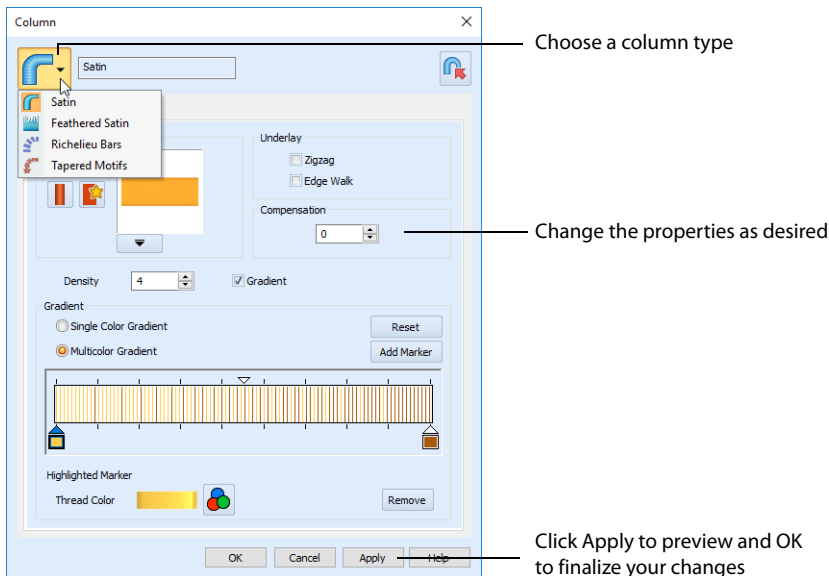 Column
Choose a column type
Satin
Satin
Feathered Satin
Richelieu Bars
Tapered Motifs
Underlay
Zigzag
Edge Walk
Compensation
0
Change the properties as desired
Density
4
Gradient
Gradient
Single Color Gradient
Reset
Multicolor Gradient
Add Marker
Highlighted Marker
Thread Color
Remove
OK
Cancel
Apply
Help
Click Apply to preview and OK
to finalize your changes